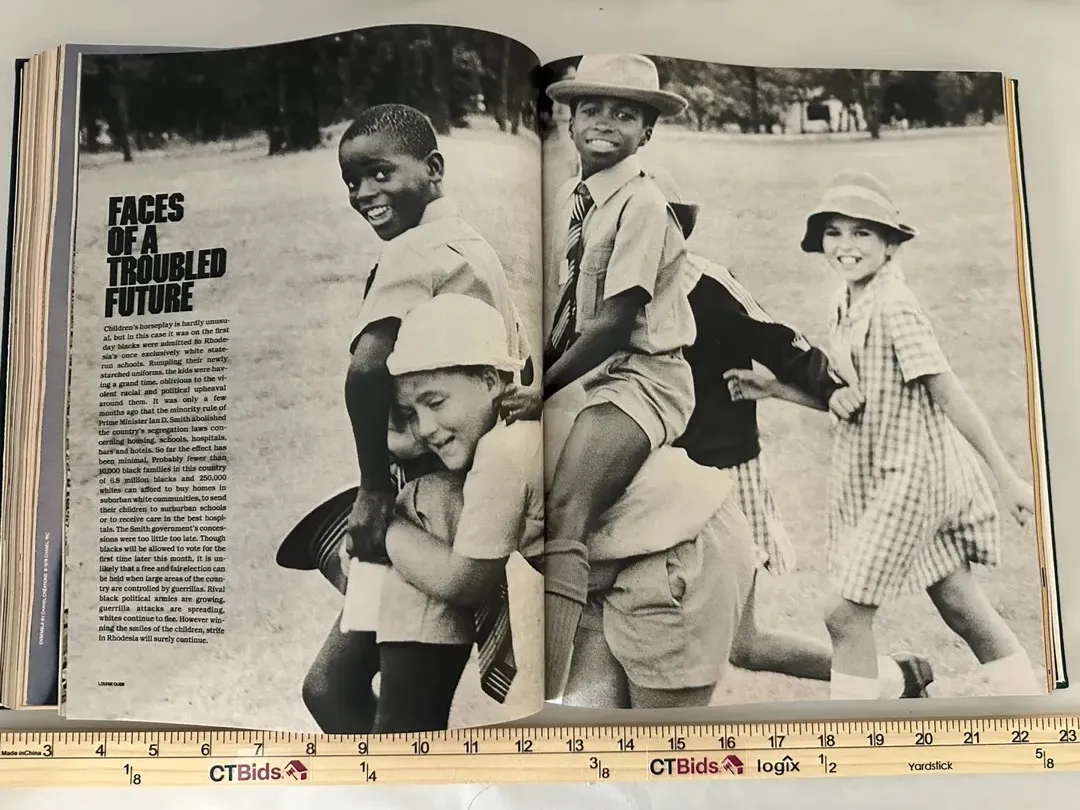 FACES
OF A
TROUBLED
FUTURE
Children's horseplay is hardly unusu-
al, but in this case it was on the first
day blacks were admitted to Rhode-
sia's once exclusively white state-
run schools. Rumpling their newly
starched uniforms, the kids were hav-
ing a grand time, oblivious to the vi-
olent racial and political upheaval
around them. It was only a few
months ago that the minority rule of
Prime Minister Ian D. Smith abolished
the country's segregation laws con-
cerning housing, schools, hospitals,
bars and hotels. So far the effect has
been minimal. Probably fewer than
10,000 black families in this country
of 6.8 million blacks and 250,000
whites can afford to buy homes in
suburban white communities, to send
their children to surburban schools
or to receive care in the best hospi-
tals. The Smith government's conces-
sions were too little too late. Though
blacks will be allowed to vote for the
first time later this month, it is un-
likely that a free and fair election can
be held when large areas of the coun-
try are controlled by guerrillas. Rival
black political armies are growing,
guerrilla attacks are spreading,
whites continue to flee. However win-
ning the smiles of the children, strife
in Rhodesia will surely continue.
LOUISE GUBB
Made in China 3 4 5 6 7 8 9 10 11 12 13 14 15 16 17 18 19 20 21 22 23
1/8 CTBids 1/4 3/8 CTBids logix 1/2 Yardstick 5/8